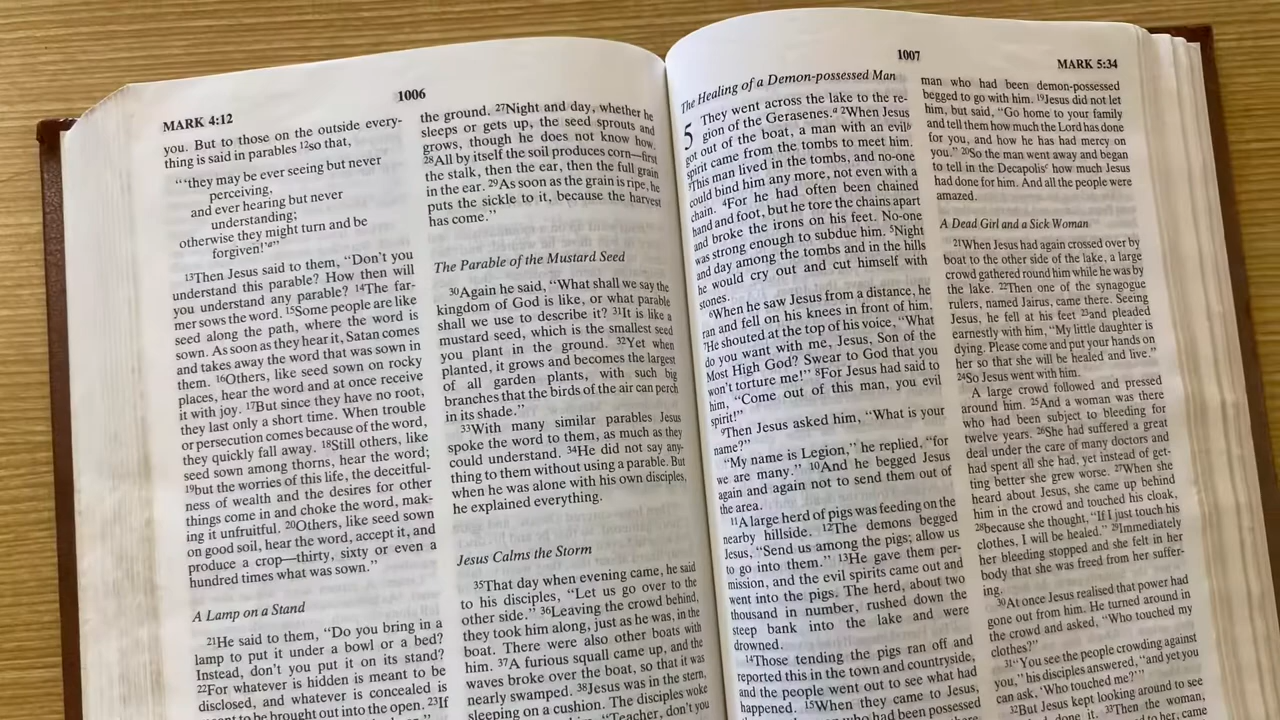 1006
MARK 4:12
you. But to those on the outside every-
thing is said in parables 12so that,
“‘they may be ever seeing but never
perceiving,
and ever hearing but never
understanding;
otherwise they might turn and be
forgiven!’a”
13Then Jesus said to them, “Don’t you
understand this parable? How then will
you understand any parable? 14The far-
mer sows the word. 15Some people are like
seed along the path, where the word is
sown. As soon as they hear it, Satan comes
and takes away the word that was sown in
them. 16Others, like seed sown on rocky
places, hear the word and at once receive
it with joy. 17But since they have no root,
they last only a short time. When trouble
or persecution comes because of the word,
they quickly fall away. 18Still others, like
seed sown among thorns, hear the word;
19but the worries of this life, the deceitful-
ness of wealth and the desires for other
things come in and choke the word, mak-
ing it unfruitful. 20Others, like seed sown
on good soil, hear the word, accept it, and
produce a crop—thirty, sixty or even a
hundred times what was sown.”
A Lamp on a Stand
21He said to them, “Do you bring in a
lamp to put it under a bowl or a bed?
Instead, don’t you put it on its stand?
22For whatever is hidden is meant to be
disclosed, and whatever is concealed is
meant to be brought out into the open. 23If
the ground. 27Night and day, whether he
sleeps or gets up, the seed sprouts and
grows, though he does not know how.
28All by itself the soil produces corn—first
the stalk, then the ear, then the full grain
in the ear. 29As soon as the grain is ripe, he
puts the sickle to it, because the harvest
has come.”
The Parable of the Mustard Seed
30Again he said, “What shall we say the
kingdom of God is like, or what parable
shall we use to describe it? 31It is like a
mustard seed, which is the smallest seed
you plant in the ground. 32Yet when
planted, it grows and becomes the largest
of all garden plants, with such big
branches that the birds of the air can perch
in its shade.”
33With many similar parables Jesus
spoke the word to them, as much as they
could understand. 34He did not say any-
thing to them without using a parable. But
when he was alone with his own disciples,
he explained everything.
Jesus Calms the Storm
35That day when evening came, he said
to his disciples, “Let us go over to the
other side.” 36Leaving the crowd behind,
they took him along, just as he was, in the
boat. There were also other boats with
him. 37A furious squall came up, and the
waves broke over the boat, so that it was
nearly swamped. 38Jesus was in the stern,
sleeping on a cushion. The disciples woke
him, “Teacher, don’t you
1007
MARK 5:34
The Healing of a Demon-possessed Man
5 They went across the lake to the re-
gion of the Gerasenes.a 2When Jesus
got out of the boat, a man with an evilb
spirit came from the tombs to meet him.
3This man lived in the tombs, and no-one
could bind him any more, not even with a
chain. 4For he had often been chained
hand and foot, but he tore the chains apart
and broke the irons on his feet. No-one
was strong enough to subdue him. 5Night
and day among the tombs and in the hills
he would cry out and cut himself with
stones.
6When he saw Jesus from a distance, he
ran and fell on his knees in front of him.
7He shouted at the top of his voice, “What
do you want with me, Jesus, Son of the
Most High God? Swear to God that you
won’t torture me!” 8For Jesus had said to
him, “Come out of this man, you evil
spirit!”
9Then Jesus asked him, “What is your
name?”
“My name is Legion,” he replied, “for
we are many.” 10And he begged Jesus
again and again not to send them out of
the area.
11A large herd of pigs was feeding on the
nearby hillside. 12The demons begged
Jesus, “Send us among the pigs; allow us
to go into them.” 13He gave them per-
mission, and the evil spirits came out and
went into the pigs. The herd, about two
thousand in number, rushed down the
steep bank into the lake and were
drowned.
14Those tending the pigs ran off and
reported this in the town and countryside,
and the people went out to see what had
happened. 15When they came to Jesus,
who had been possessed
man who had been demon-possessed
begged to go with him. 19Jesus did not let
him, but said, “Go home to your family
and tell them how much the Lord has done
for you, and how he has had mercy on
you.” 20So the man went away and began
to tell in the Decapolisc how much Jesus
had done for him. And all the people were
amazed.
A Dead Girl and a Sick Woman
21When Jesus had again crossed over by
boat to the other side of the lake, a large
crowd gathered round him while he was by
the lake. 22Then one of the synagogue
rulers, named Jairus, came there. Seeing
Jesus, he fell at his feet 23and pleaded
earnestly with him, “My little daughter is
dying. Please come and put your hands on
her so that she will be healed and live.”
24So Jesus went with him.
A large crowd followed and pressed
around him. 25And a woman was there
who had been subject to bleeding for
twelve years. 26She had suffered a great
deal under the care of many doctors and
had spent all she had, yet instead of get-
ting better she grew worse. 27When she
heard about Jesus, she came up behind
him in the crowd and touched his cloak,
28because she thought, “If I just touch his
clothes, I will be healed.” 29Immediately
her bleeding stopped and she felt in her
body that she was freed from her suffer-
ing.
30At once Jesus realised that power had
gone out from him. He turned around in
the crowd and asked, “Who touched my
clothes?”
31“You see the people crowding against
you,” his disciples answered, “and yet you
can ask, ‘Who touched me?’”
32But Jesus kept looking around to see
done it. 33Then the woman,